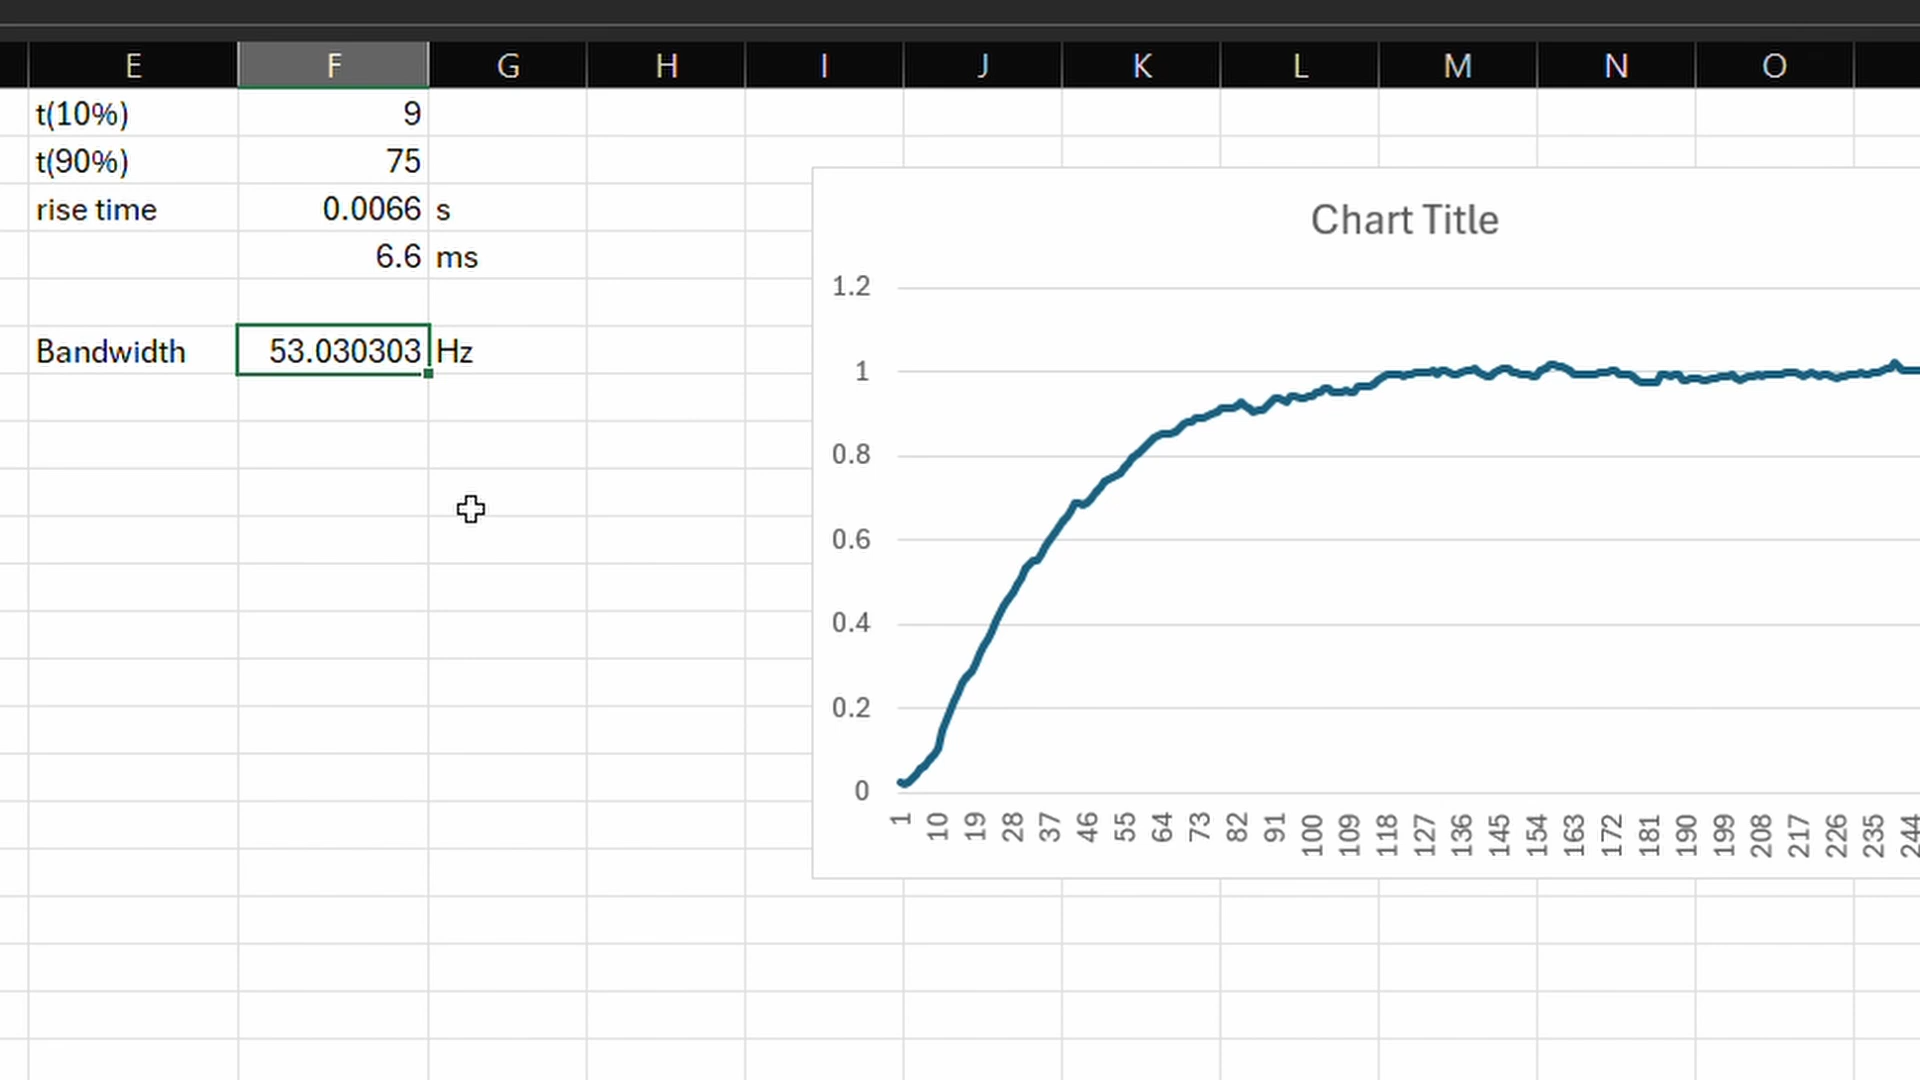 E F G H I J K L M N O
t(10%) 9
t(90%) 75
rise time 0.0066 s
6.6 ms
Bandwidth 53.030303 Hz
Chart Title
1.2
1
0.8
0.6
0.4
0.2
0
1 10 19 28 37 46 55 64 73 82 91 100 109 118 127 136 145 154 163 172 181 190 199 208 217 226 235 244